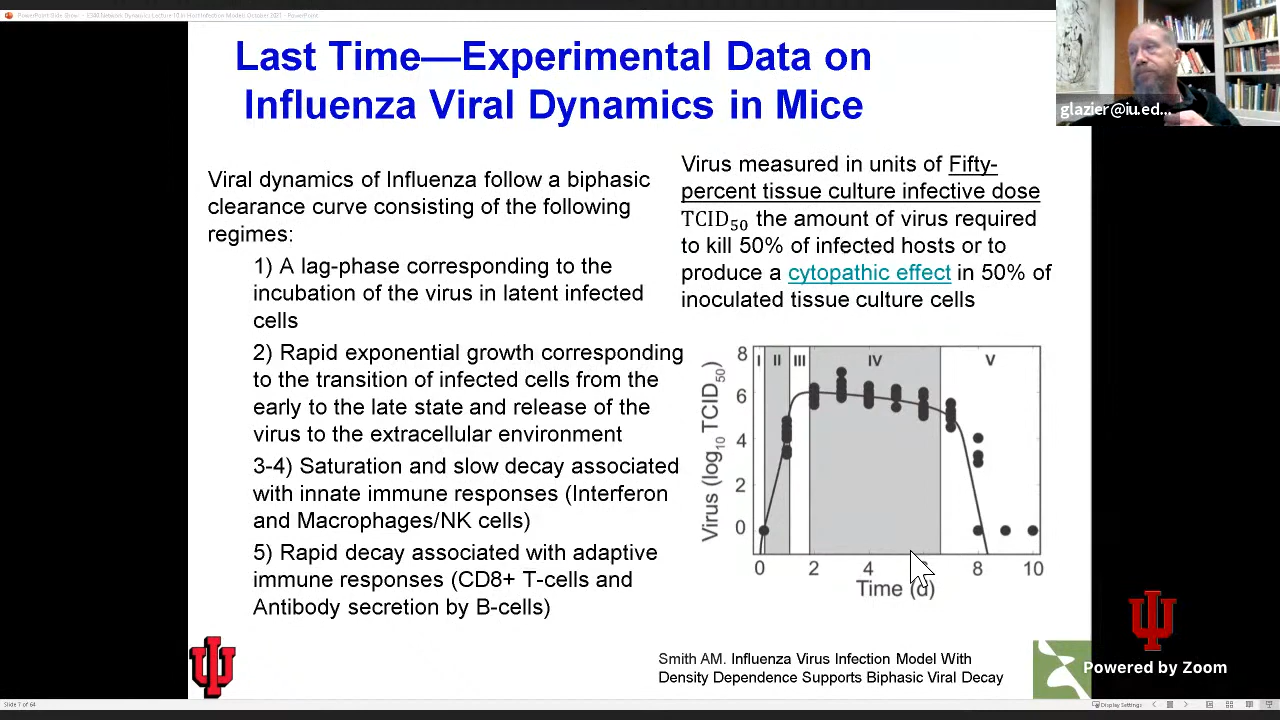 Last Time—Experimental Data on
Influenza Viral Dynamics in Mice
glazier@iu.ed...
Viral dynamics of Influenza follow a biphasic
clearance curve consisting of the following
regimes:
1) A lag-phase corresponding to the
incubation of the virus in latent infected
cells
2) Rapid exponential growth corresponding
to the transition of infected cells from the
early to the late state and release of the
virus to the extracellular environment
3-4) Saturation and slow decay associated
with innate immune responses (Interferon
and Macrophages/NK cells)
5) Rapid decay associated with adaptive
immune responses (CD8+ T-cells and
Antibody secretion by B-cells)
Virus measured in units of Fifty-
percent tissue culture infective dose
TCID50 the amount of virus required
to kill 50% of infected hosts or to
produce a cytopathic effect in 50% of
inoculated tissue culture cells
I II III IV V
8
6
4
2
0
Virus (log10 TCID50)
0 2 4 8 10
Time (d)
Smith AM. Influenza Virus Infection Model With
Density Dependence Supports Biphasic Viral Decay
Powered by Zoom
Slide 7 of 64
Display Settings